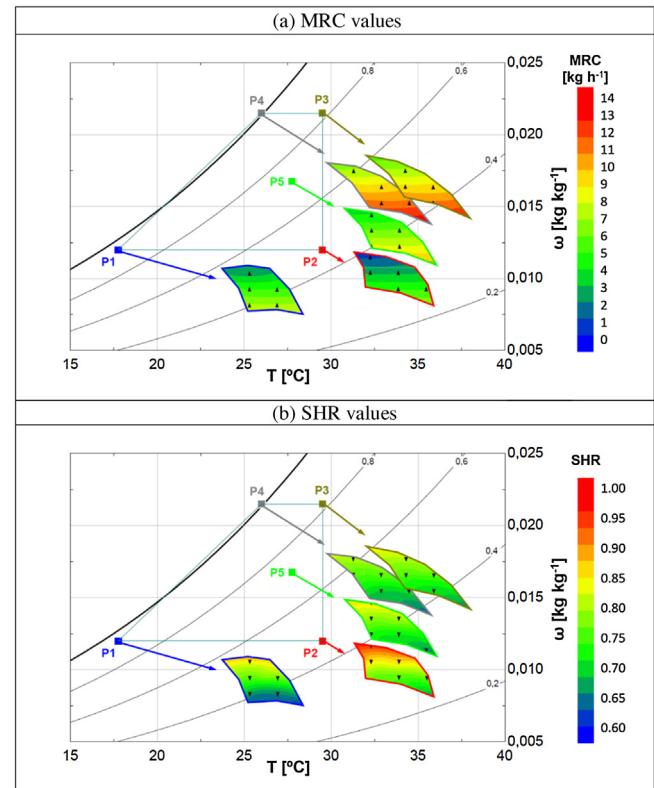 (a) MRC values
0,8
0,6
0,025
MRC
[kg h⁻¹]
P4
P3
14
13
0,020
12
11
0,4
10
P5
9
ω [kg kg⁻¹]
8
0,015
7
6
5
P1
P2
4
0,010
3
2
0,2
1
0
0,005
15
20
25
30
35
40
T [ºC]
(b) SHR values
0,8
0,6
0,025
SHR
P4
P3
1.00
0,020
0.95
0,4
0.90
P5
0.85
ω [kg kg⁻¹]
0,015
0.80
0.75
P1
P2
0.70
0,010
0.65
0,2
0.60
0,005
15
20
25
30
35
40
T [ºC]